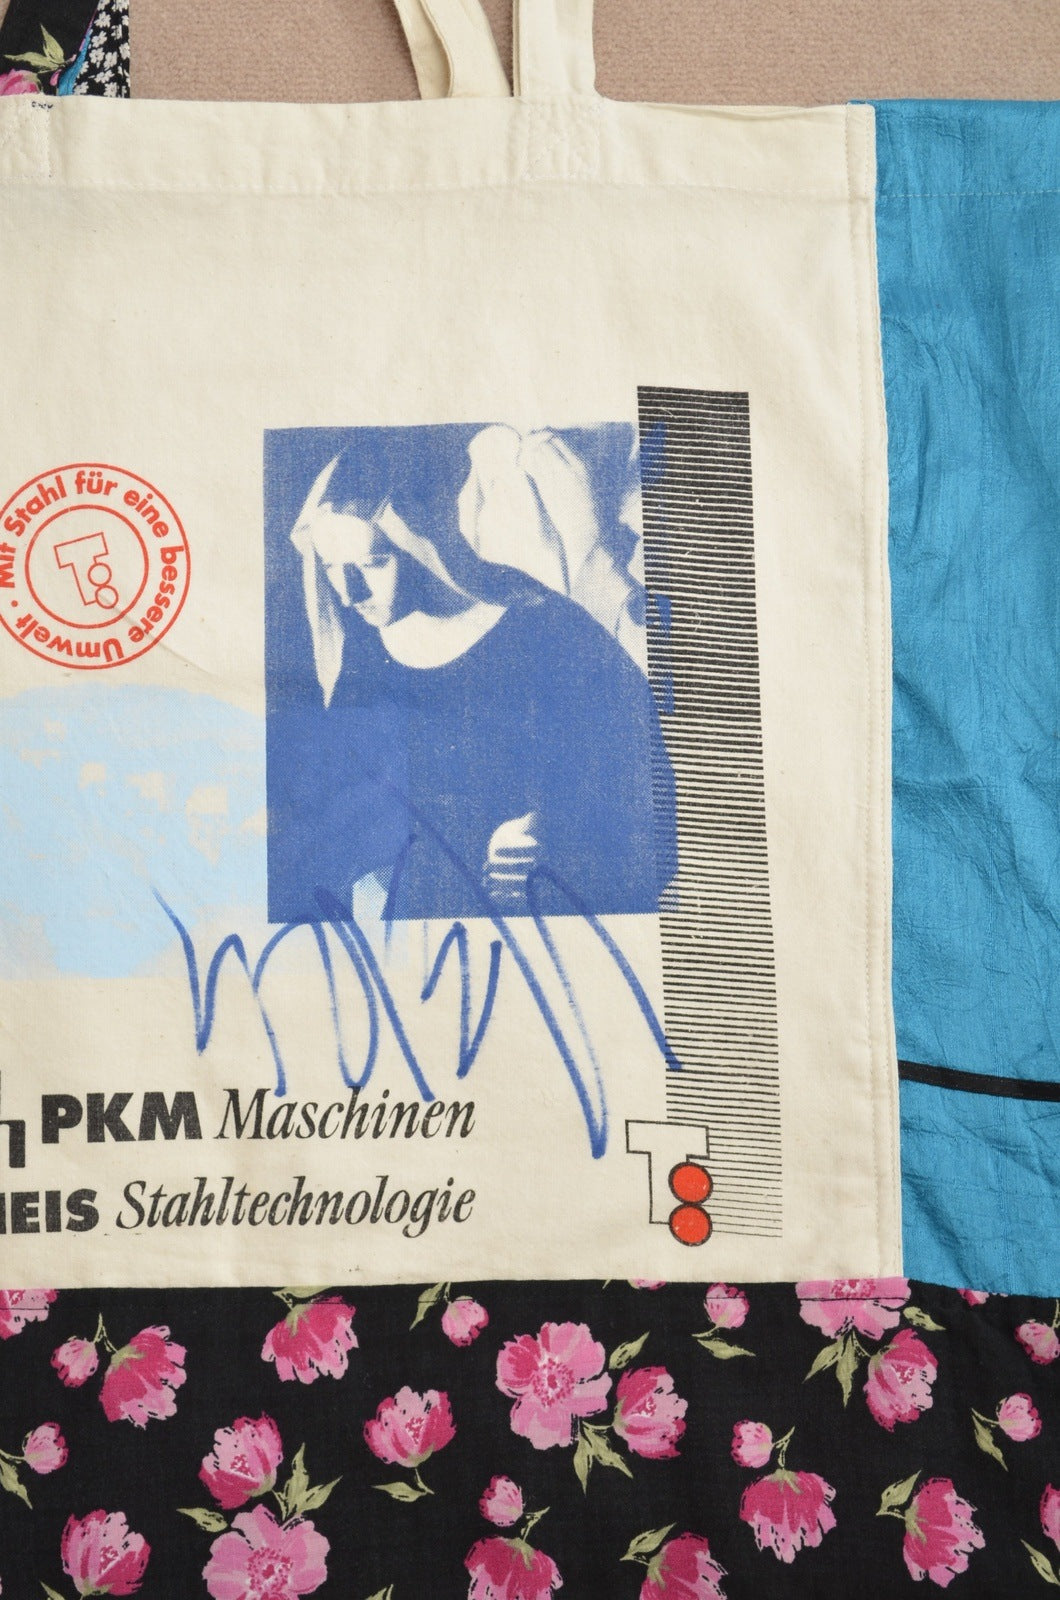 Mit Stahl für eine bessere Umwelt •
PKM Maschinen
EIS Stahltechnologie